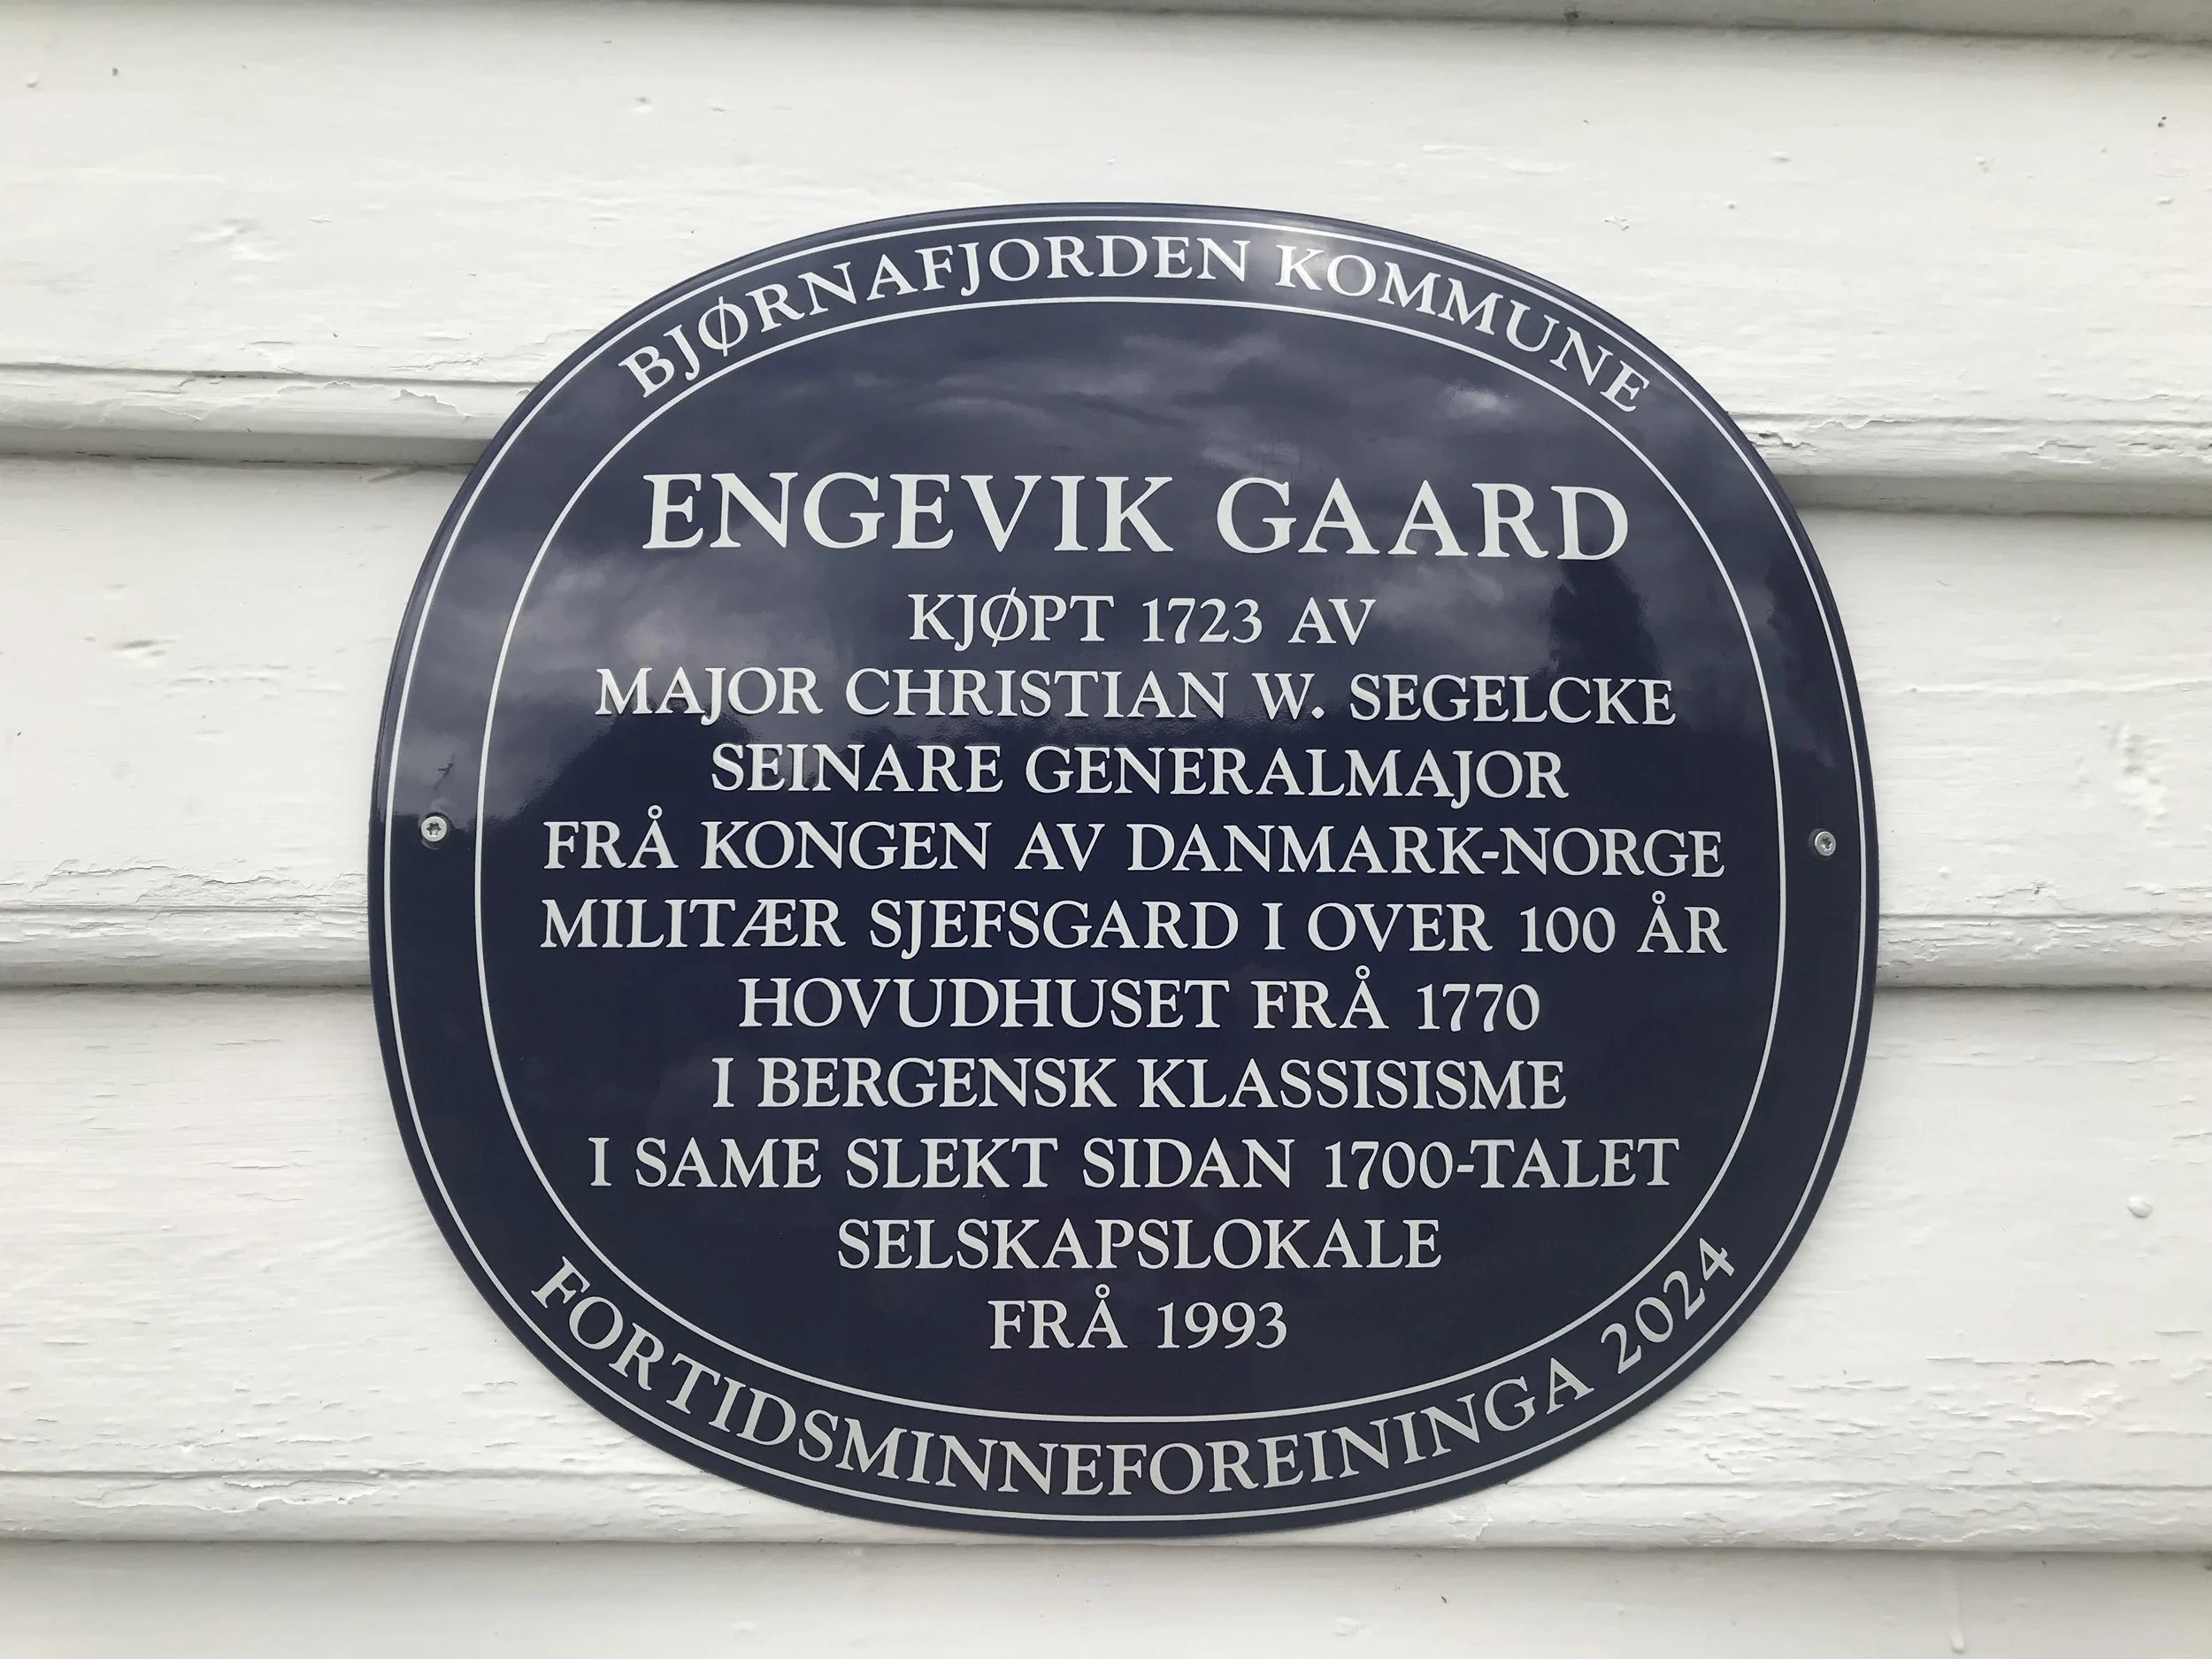 BJØRNAFJORDEN KOMMUNE
ENGEVIK GAARD
KJØPT 1723 AV
MAJOR CHRISTIAN W. SEGELCKE
SEINARE GENERALMAJOR
FRÅ KONGEN AV DANMARK-NORGE
MILITÆR SJEFSGARD I OVER 100 ÅR
HOVUDHUSET FRÅ 1770
I BERGENSK KLASSISISME
I SAME SLEKT SIDAN 1700-TALET
SELSKAPSLOKALE
FRÅ 1993
FORTIDSMINNEFOREININGA 2024